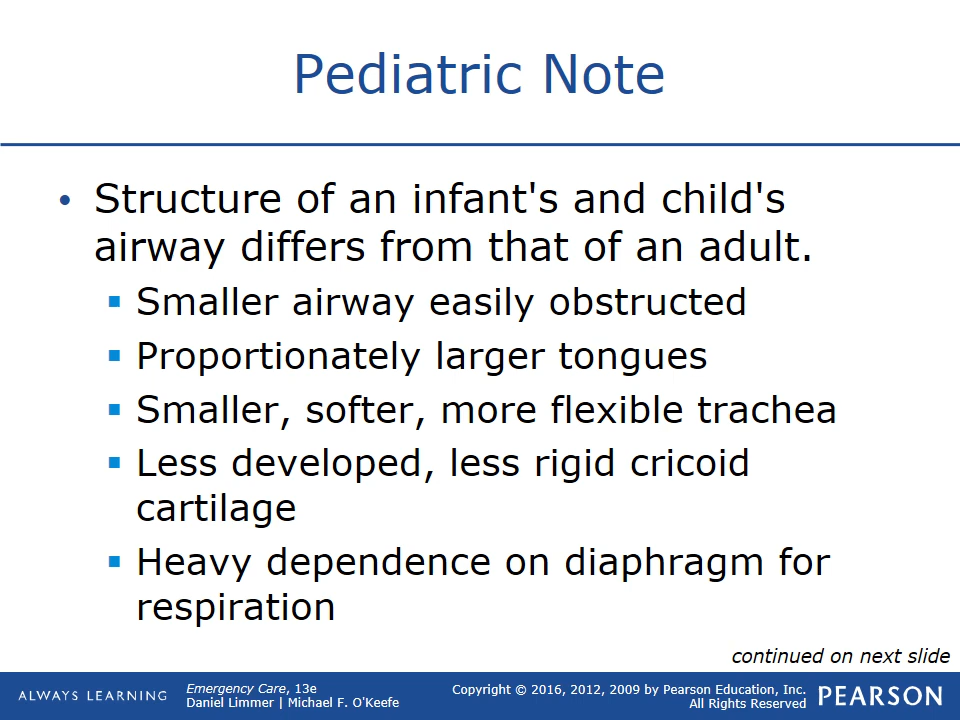 Pediatric Note
• Structure of an infant's and child's
airway differs from that of an adult.
▪ Smaller airway easily obstructed
▪ Proportionately larger tongues
▪ Smaller, softer, more flexible trachea
▪ Less developed, less rigid cricoid
cartilage
▪ Heavy dependence on diaphragm for
respiration
continued on next slide
ALWAYS LEARNING
Emergency Care, 13e
Daniel Limmer | Michael F. O'Keefe
Copyright © 2016, 2012, 2009 by Pearson Education, Inc.
All Rights Reserved
PEARSON